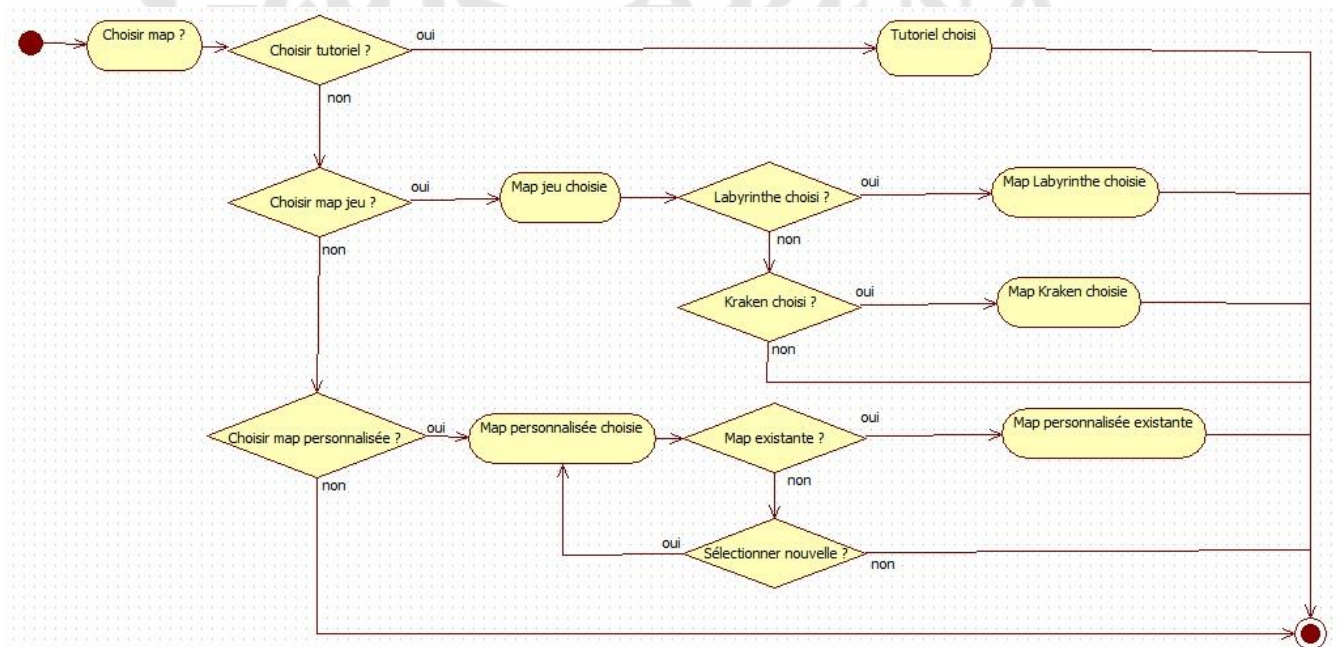 Choisir map ?
Choisir tutoriel ?
oui
Tutoriel choisi
non
Choisir map jeu ?
oui
Map jeu choisie
Labyrinthe choisi ?
oui
Map Labyrinthe choisie
non
non
Kraken choisi ?
oui
Map Kraken choisie
non
Choisir map personnalisée ?
oui
Map personnalisée choisie
Map existante ?
oui
Map personnalisée existante
non
non
Sélectionner nouvelle ?
oui
non